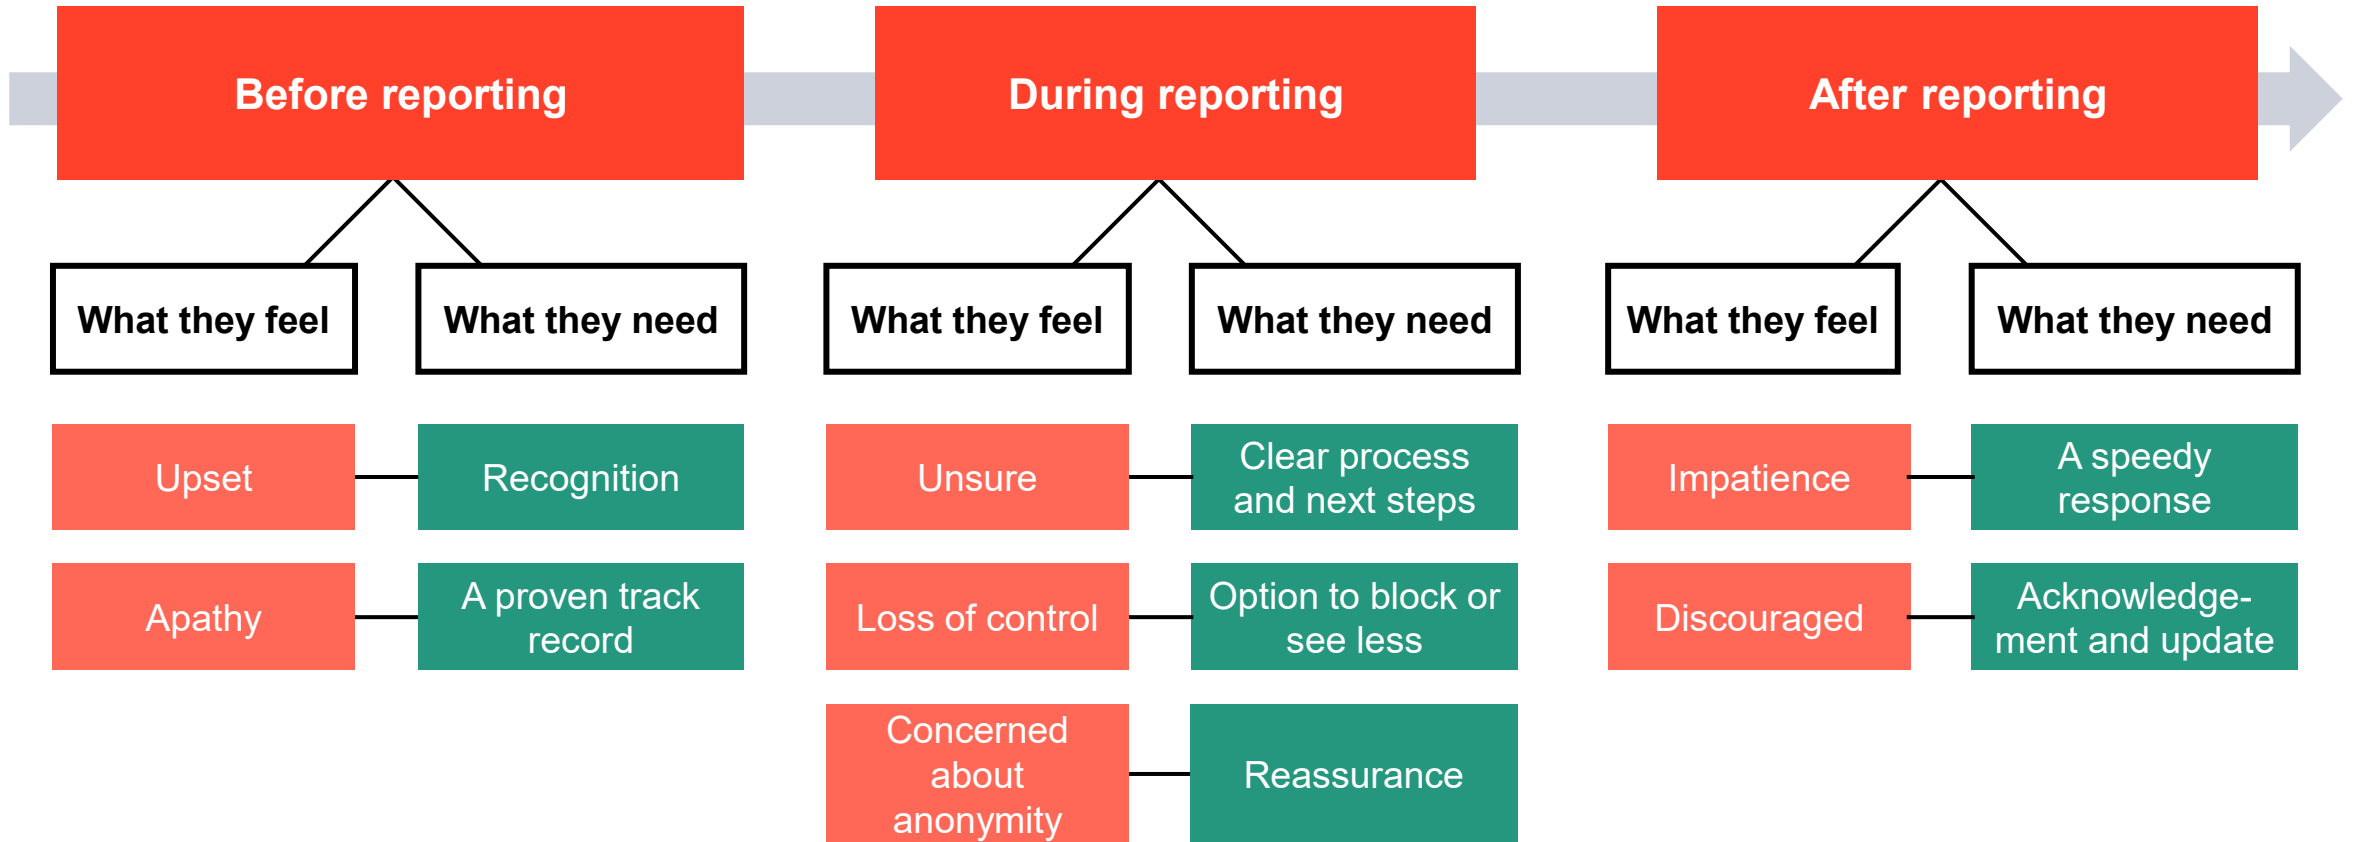 Before reporting
During reporting
After reporting
What they feel
What they need
What they feel
What they need
What they feel
What they need
Upset
Recognition
Apathy
A proven track
record
Unsure
Clear process
and next steps
Loss of control
Option to block or
see less
Concerned
about
anonymity
Reassurance
Impatience
A speedy
response
Discouraged
Acknowledge-
ment and update